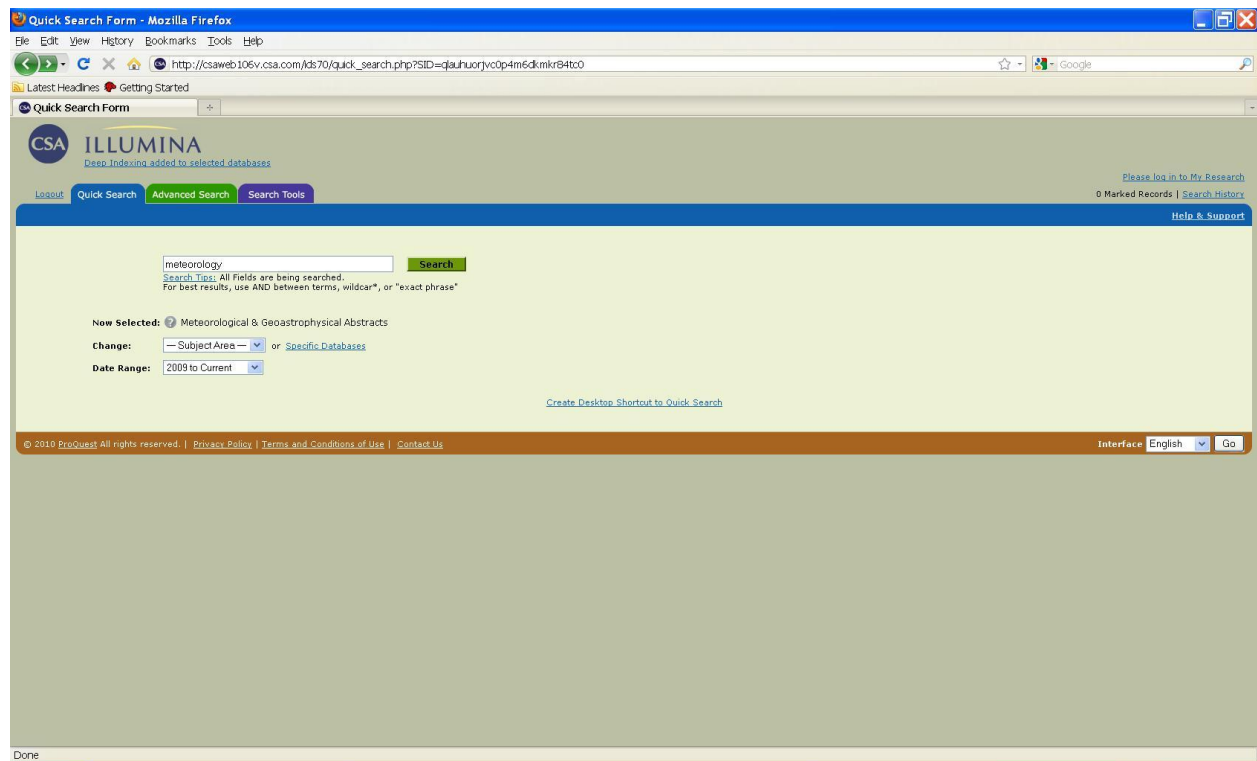 Quick Search Form - Mozilla Firefox
File Edit View History Bookmarks Tools Help
http://csaweb106v.csa.com/ids70/quick_search.php?SID=qlauhuorjvc0p4m6dkmkr84tc0 Google
Latest Headlines Getting Started
Quick Search Form
CSA ILLUMINA
Deep Indexing added to selected databases
Please log in to My Research
Logout Quick Search Advanced Search Search Tools 0 Marked Records | Search History
Help & Support
meteorology Search
Search Tips: All Fields are being searched.
For best results, use AND between terms, wildcar*, or "exact phrase"
Now Selected: ? Meteorological & Geoastrophysical Abstracts
Change: — Subject Area — or Specific Databases
Date Range: 2009 to Current
Create Desktop Shortcut to Quick Search
© 2010 ProQuest All rights reserved. | Privacy Policy | Terms and Conditions of Use | Contact Us Interface English Go
Done